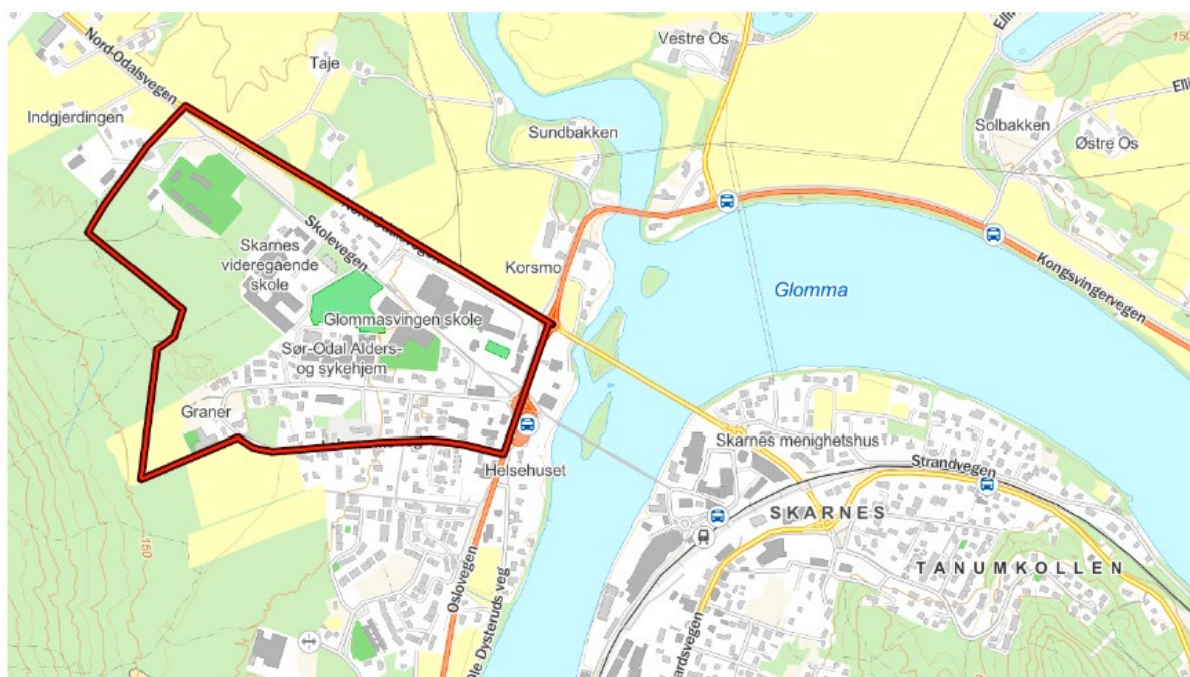 Nord-Odalsvegen
Taje
Vestre Os
Indgjerdingen
Sundbakken
Solbakken
Østre Os
150
Skolevegen
Skarnes
videregående
skole
Korsmo
Glomma
Kongsvingervegen
Glommasvingen skole
Sør-Odal Alders-
og sykehjem
Graner
Skarnes menighetshus
Strandvegen
Helsehuset
SKARNES
TANUMKOLLEN
150
Oslovegen
Ole Dysteruds veg